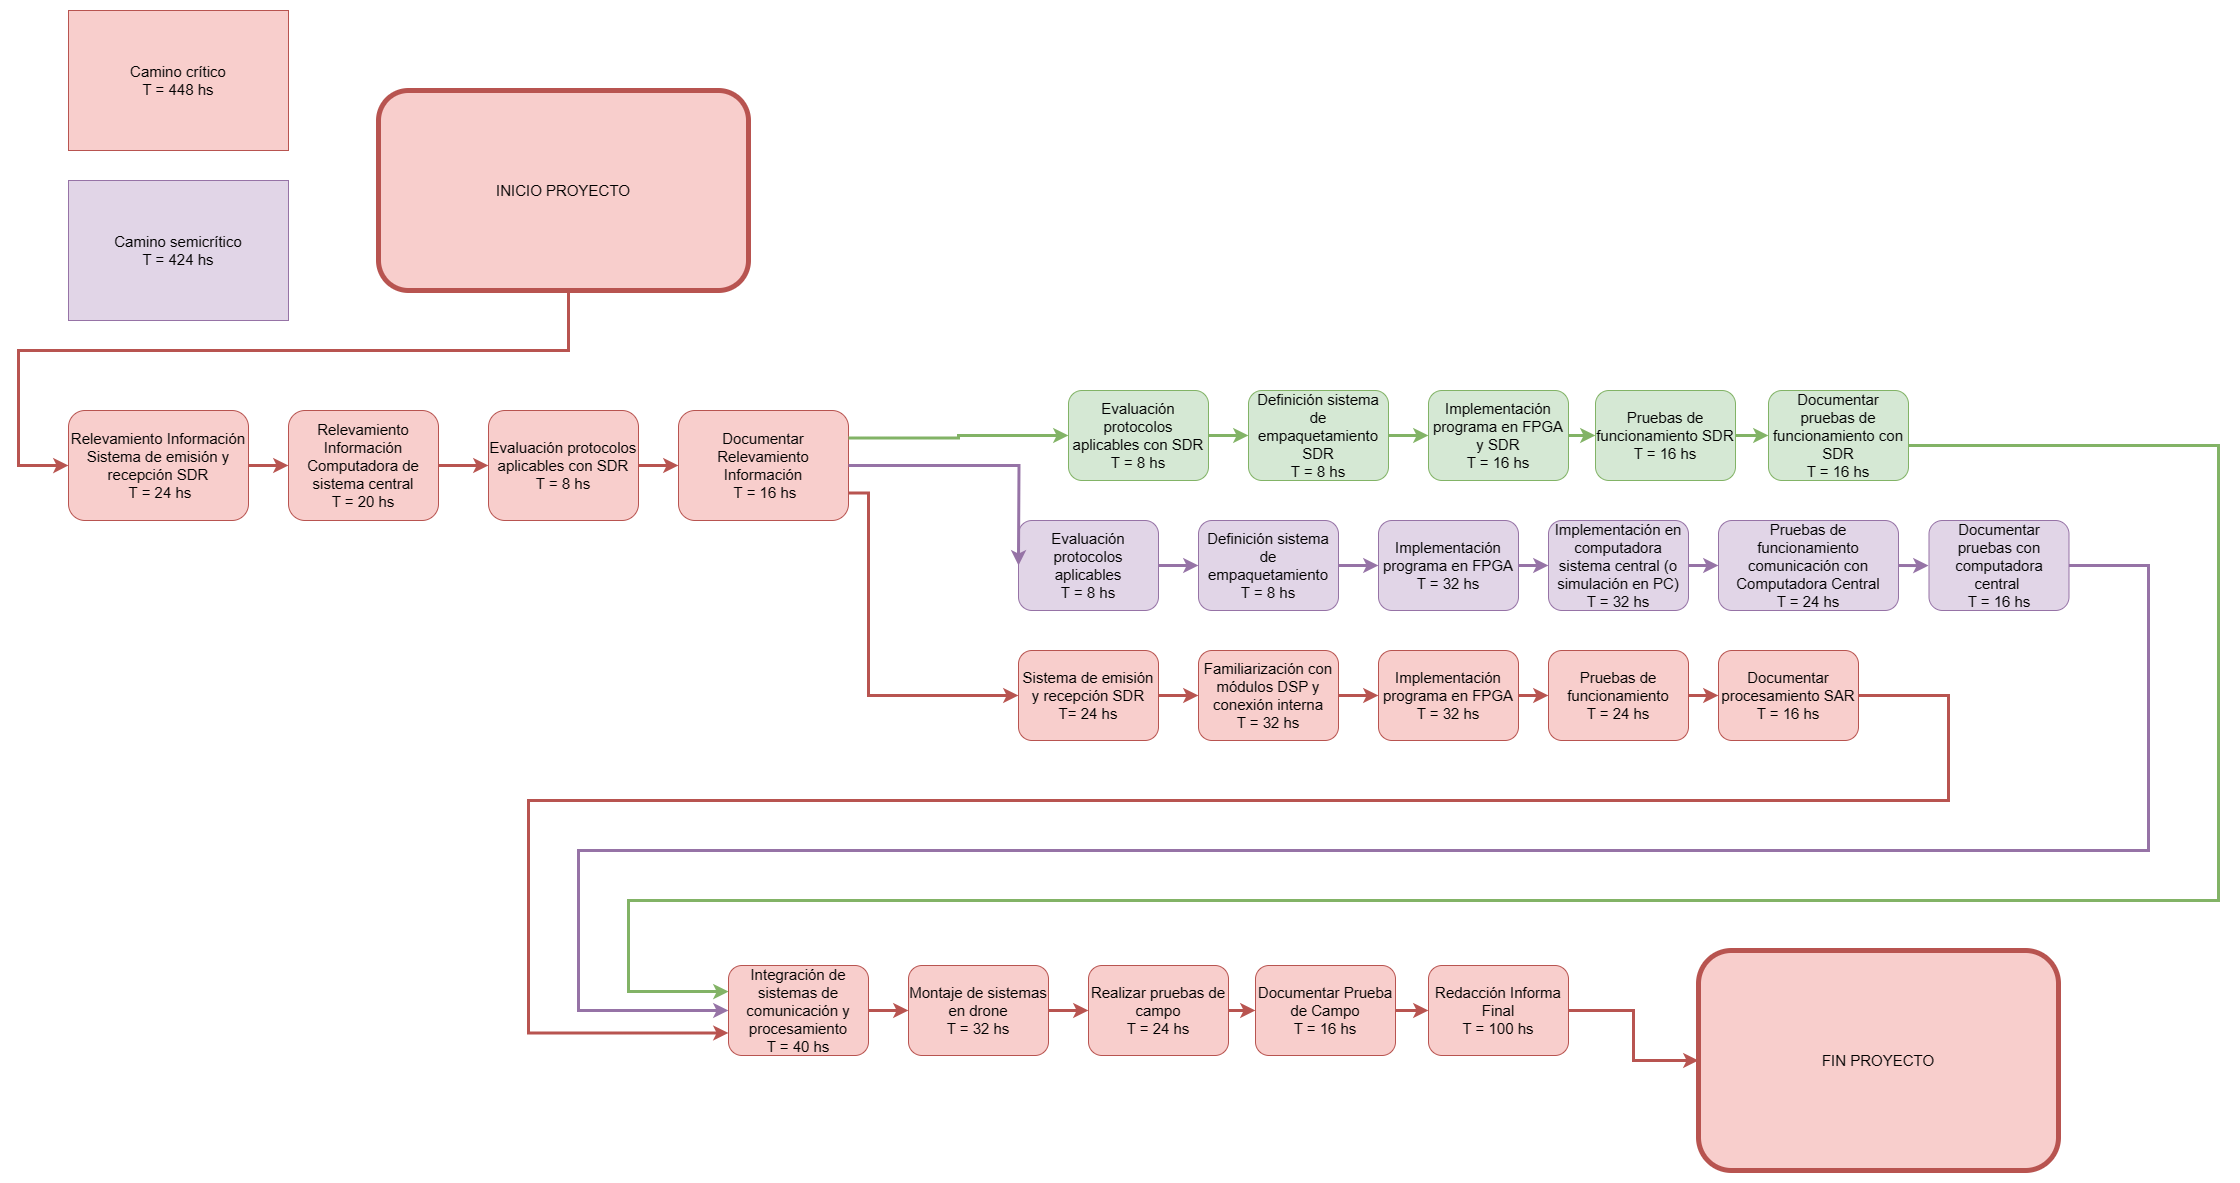 Camino crítico
T = 448 hs
INICIO PROYECTO
Camino semicrítico
T = 424 hs
Relevamiento Información
Sistema de emisión y
recepción SDR
T = 24 hs
Relevamiento
Información
Computadora de
sistema central
T = 20 hs
Evaluación protocolos
aplicables con SDR
T = 8 hs
Documentar
Relevamiento
Información
T = 16 hs
Evaluación
protocolos
aplicables con SDR
T = 8 hs
Definición sistema
de
empaquetamiento
SDR
T = 8 hs
Implementación
programa en FPGA
y SDR
T = 16 hs
Pruebas de
funcionamiento SDR
T = 16 hs
Documentar
pruebas de
funcionamiento con
SDR
T = 16 hs
Evaluación
protocolos
aplicables
T = 8 hs
Definición sistema
de
empaquetamiento
T = 8 hs
Implementación
programa en FPGA
T = 32 hs
Implementación en
computadora
sistema central (o
simulación en PC)
T = 32 hs
Pruebas de
funcionamiento
comunicación con
Computadora Central
T = 24 hs
Documentar
pruebas con
computadora
central
T = 16 hs
Sistema de emisión
y recepción SDR
T= 24 hs
Familiarización con
módulos DSP y
conexión interna
T = 32 hs
Implementación
programa en FPGA
T = 32 hs
Pruebas de
funcionamiento
T = 24 hs
Documentar
procesamiento SAR
T = 16 hs
Integración de
sistemas de
comunicación y
procesamiento
T = 40 hs
Montaje de sistemas
en drone
T = 32 hs
Realizar pruebas de
campo
T = 24 hs
Documentar Prueba
de Campo
T = 16 hs
Redacción Informa
Final
T = 100 hs
FIN PROYECTO